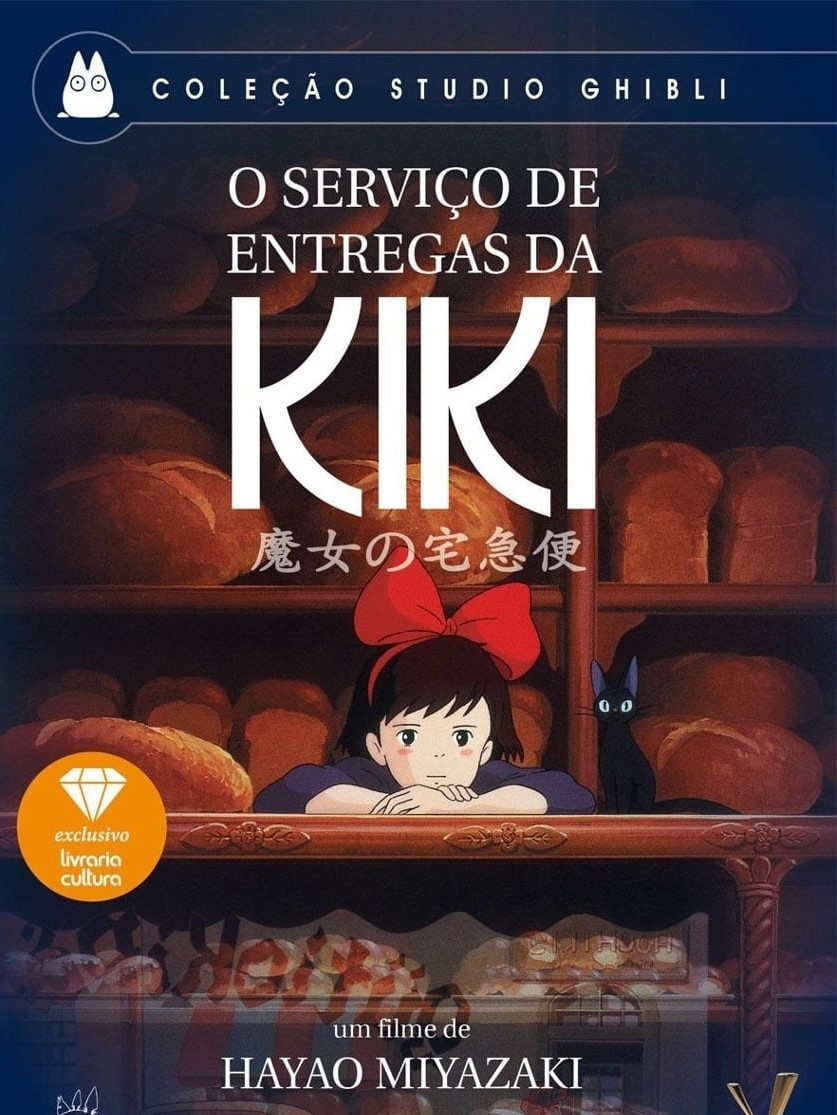 COLEÇÃO STUDIO GHIBLI
O SERVIÇO DE
ENTREGAS DA
KIKI
魔女の宅急便
exclusivo
livraria
cultura
um filme de
HAYAO MIYAZAKI